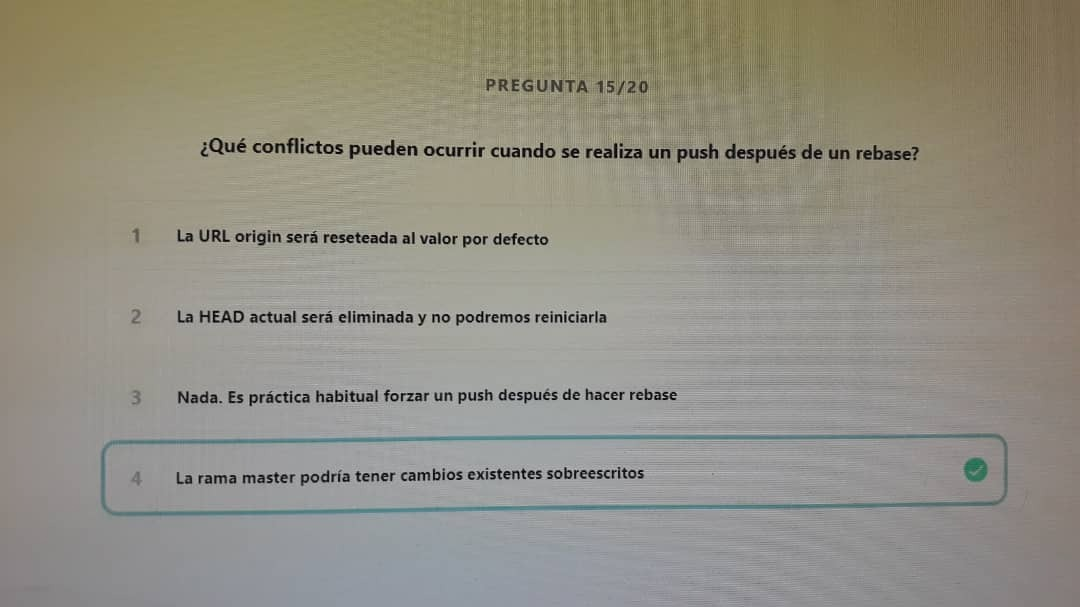 PREGUNTA 15/20
¿Qué conflictos pueden ocurrir cuando se realiza un push después de un rebase?
1 La URL origin será reseteada al valor por defecto
2 La HEAD actual será eliminada y no podremos reiniciarla
3 Nada. Es práctica habitual forzar un push después de hacer rebase
4 La rama master podría tener cambios existentes sobreescritos